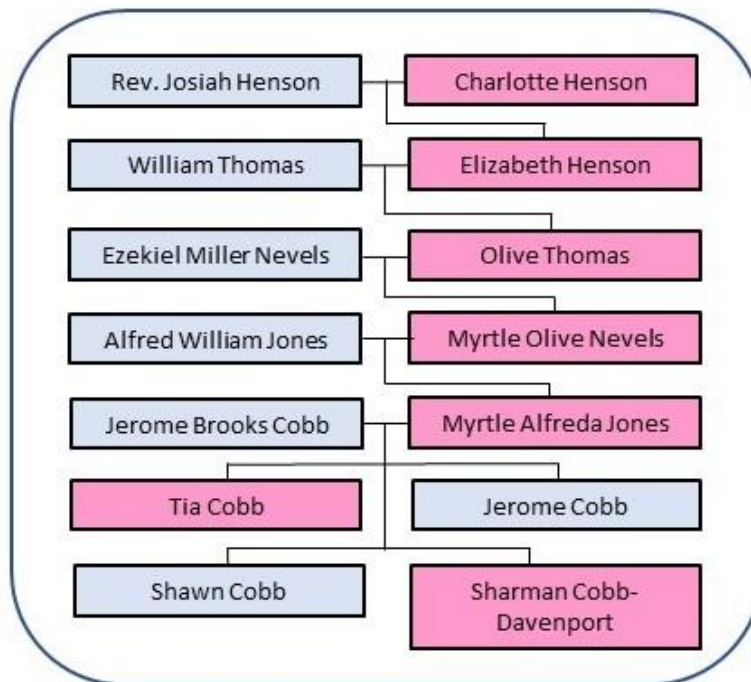 Rev. Josiah Henson
Charlotte Henson
William Thomas
Elizabeth Henson
Ezekiel Miller Nevels
Olive Thomas
Alfred William Jones
Myrtle Olive Nevels
Jerome Brooks Cobb
Myrtle Alfreda Jones
Tia Cobb
Jerome Cobb
Shawn Cobb
Sharman Cobb-
Davenport